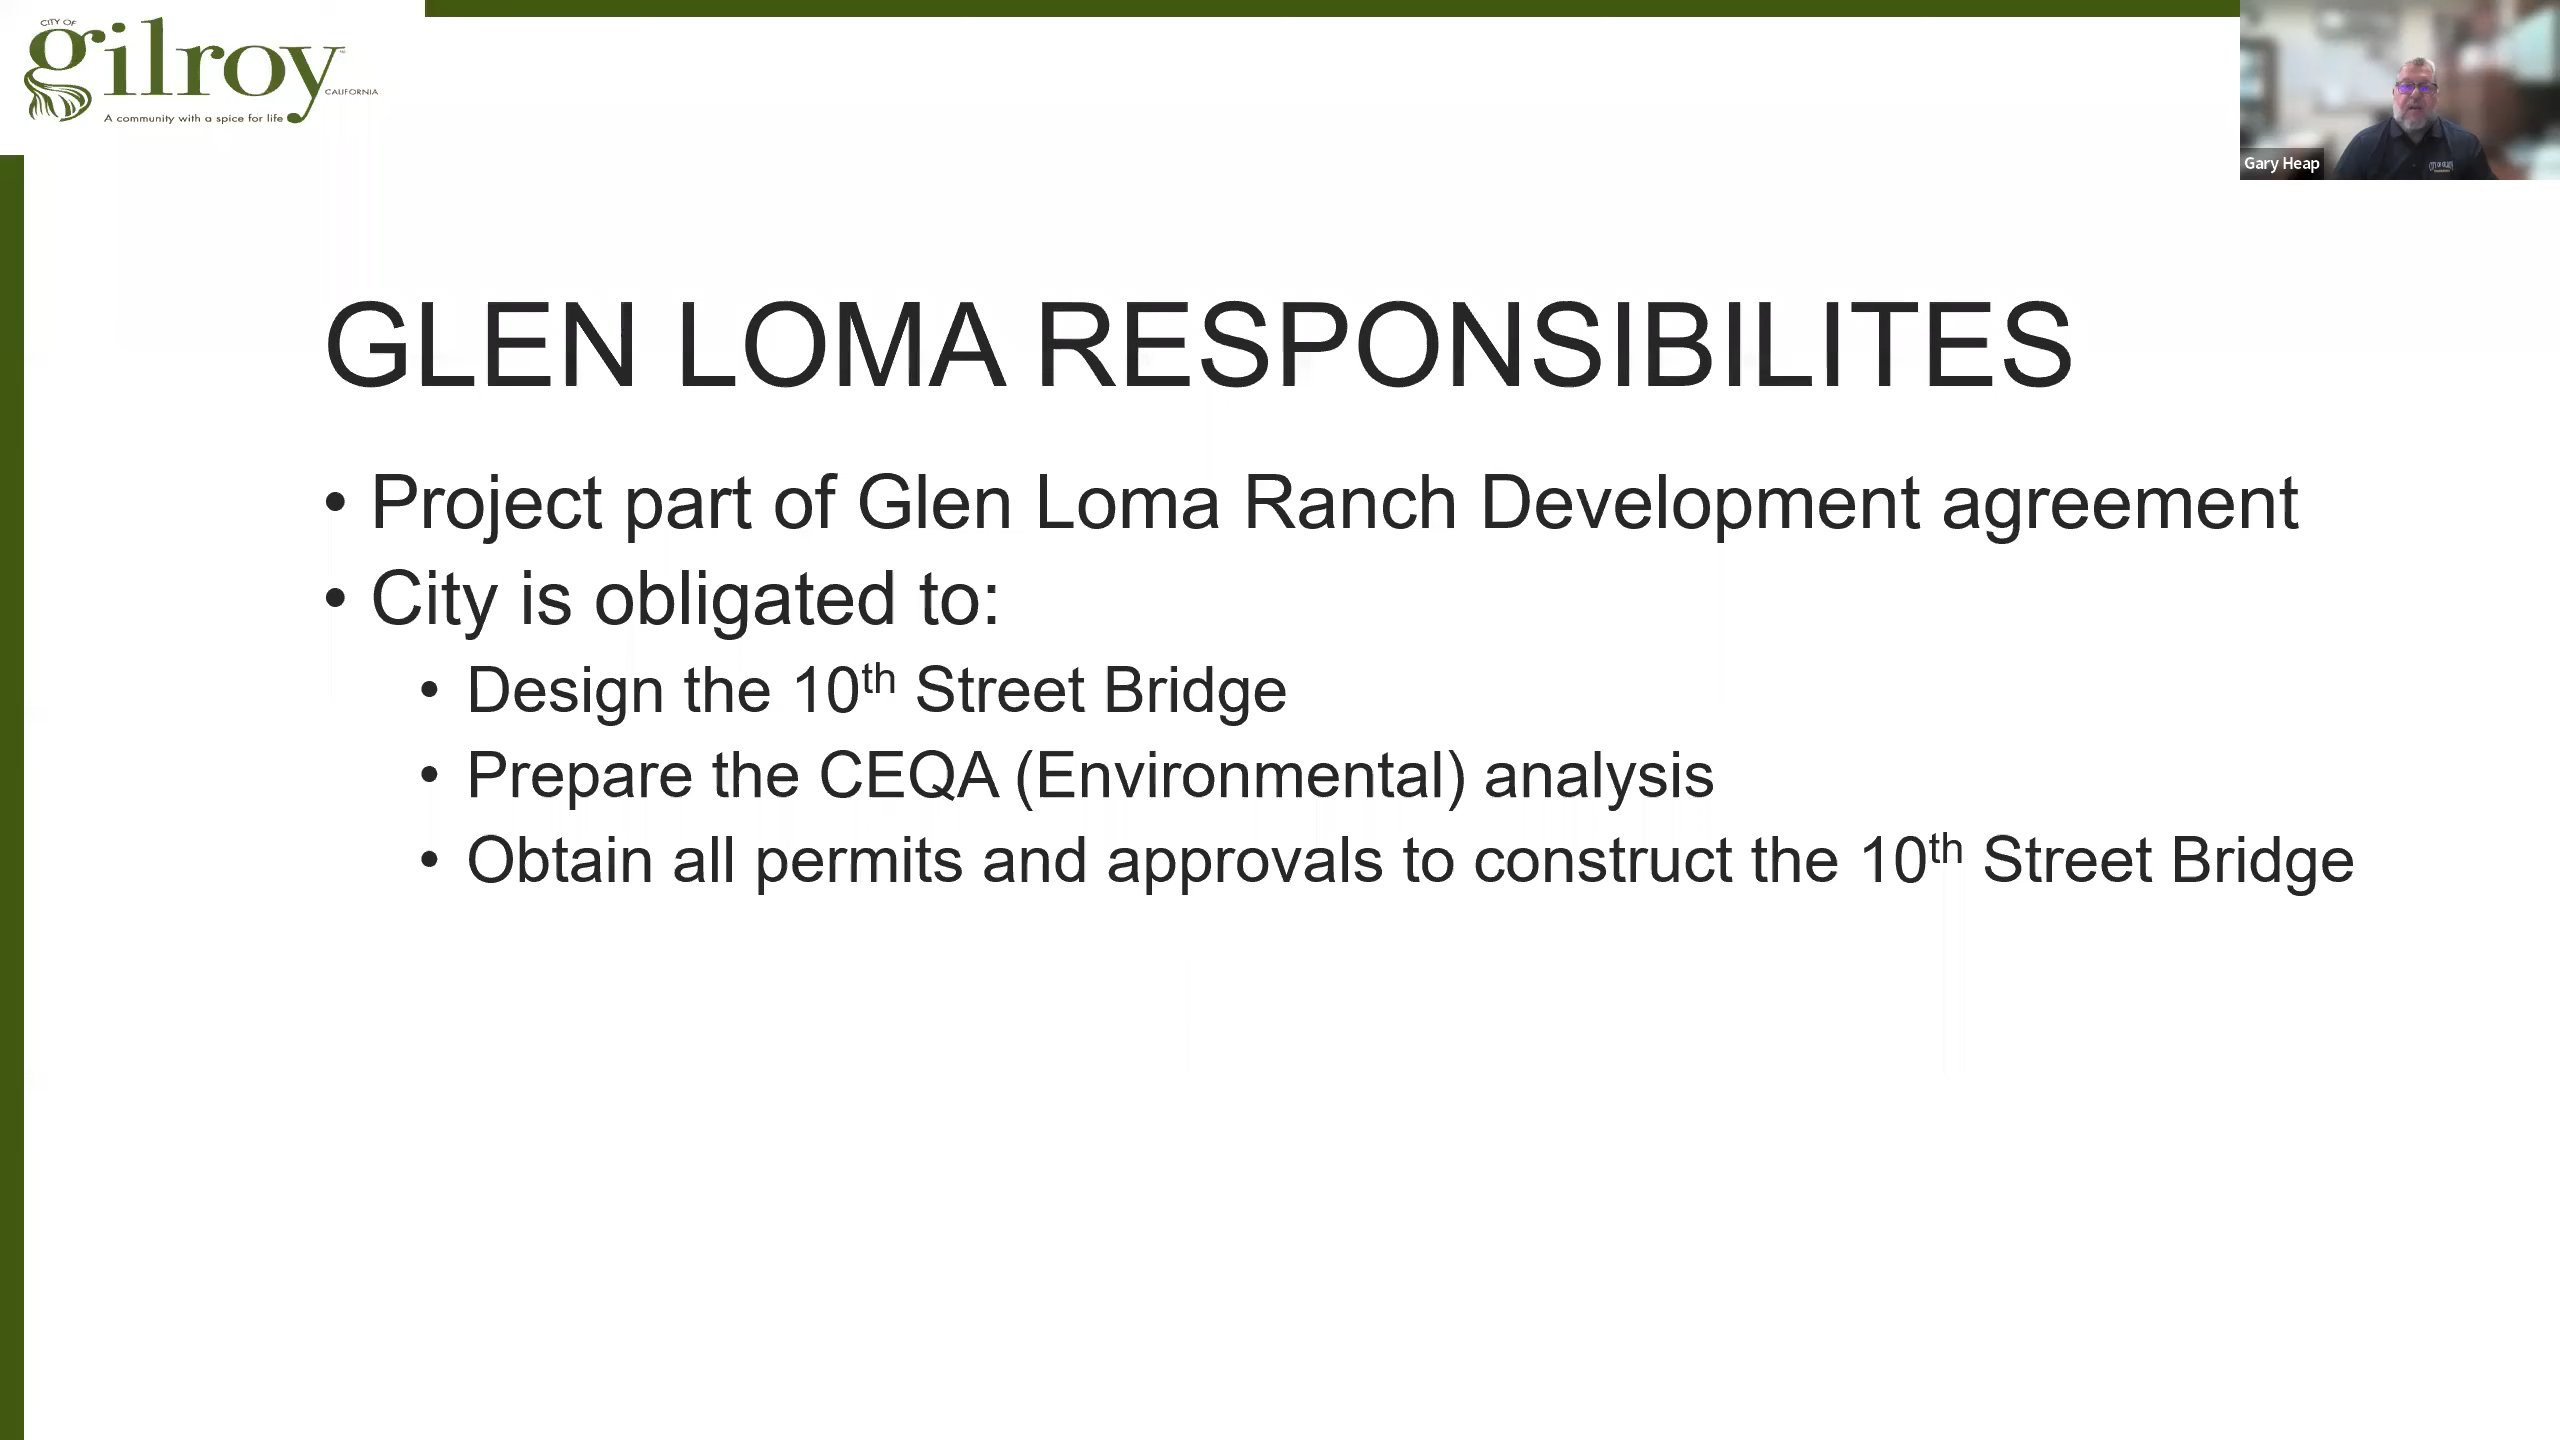 CITY OF
gilroy
CALIFORNIA
A community with a spice for life
Gary Heap
GLEN LOMA RESPONSIBILITES
• Project part of Glen Loma Ranch Development agreement
• City is obligated to:
• Design the 10th Street Bridge
• Prepare the CEQA (Environmental) analysis
• Obtain all permits and approvals to construct the 10th Street Bridge